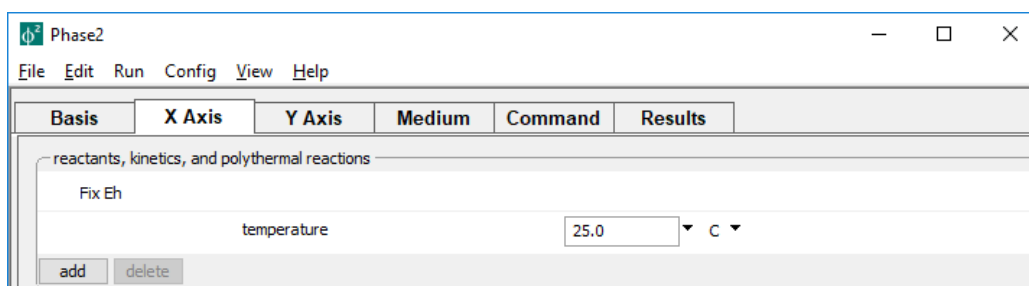 ϕ² Phase2
File Edit Run Config View Help
Basis X Axis Y Axis Medium Command Results
reactants, kinetics, and polythermal reactions
Fix Eh
temperature 25.0 C
add delete